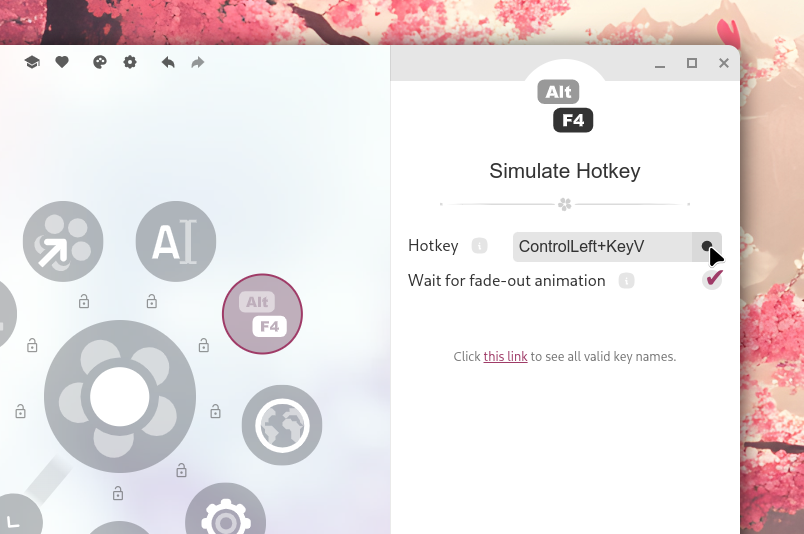 Alt
F4
Simulate Hotkey
Hotkey i ControlLeft+KeyV
Wait for fade-out animation i
Click this link to see all valid key names.
A
Alt
F4